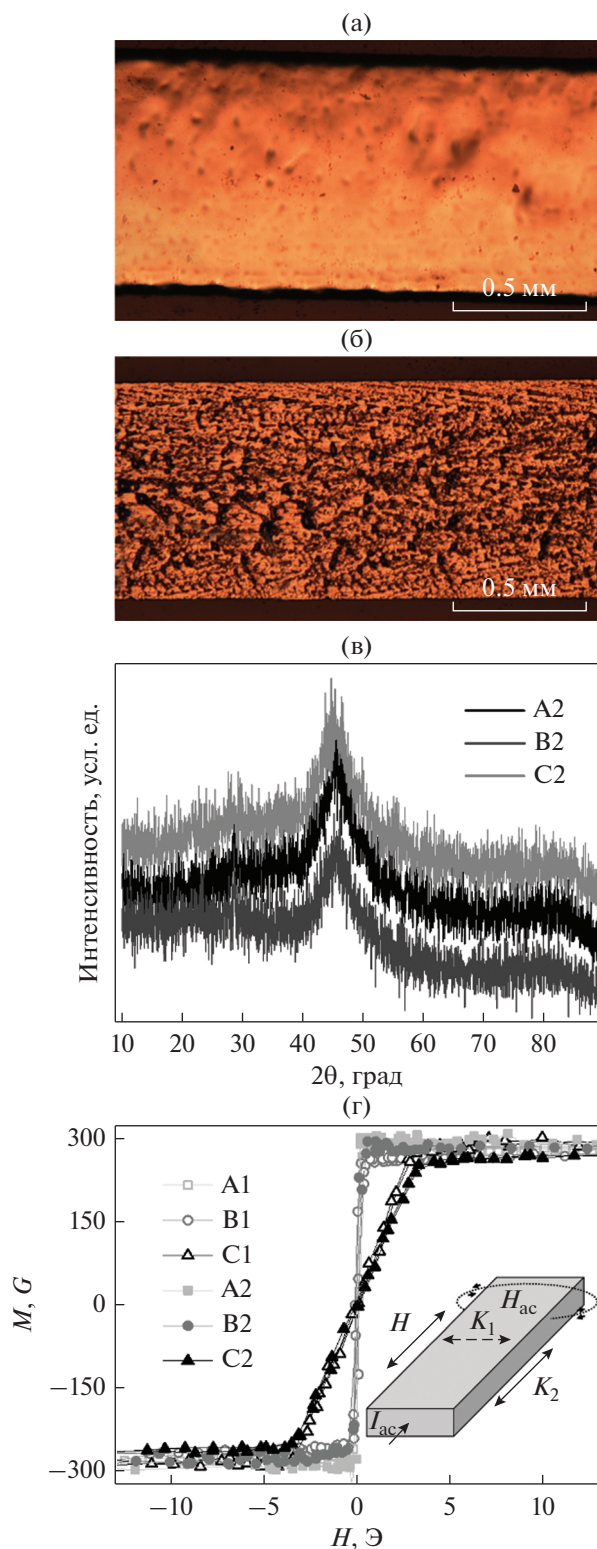 (а)
0.5 мм
(б)
0.5 мм
(в)
Интенсивность, усл. ед.
A2
B2
C2
10 20 30 40 50 60 70 80
2θ, град
(г)
M, G
300
150
0
−150
−300
A1
B1
C1
A2
B2
C2
H
K1
Hac
K2
Iac
−10 −5 0 5 10
H, Э